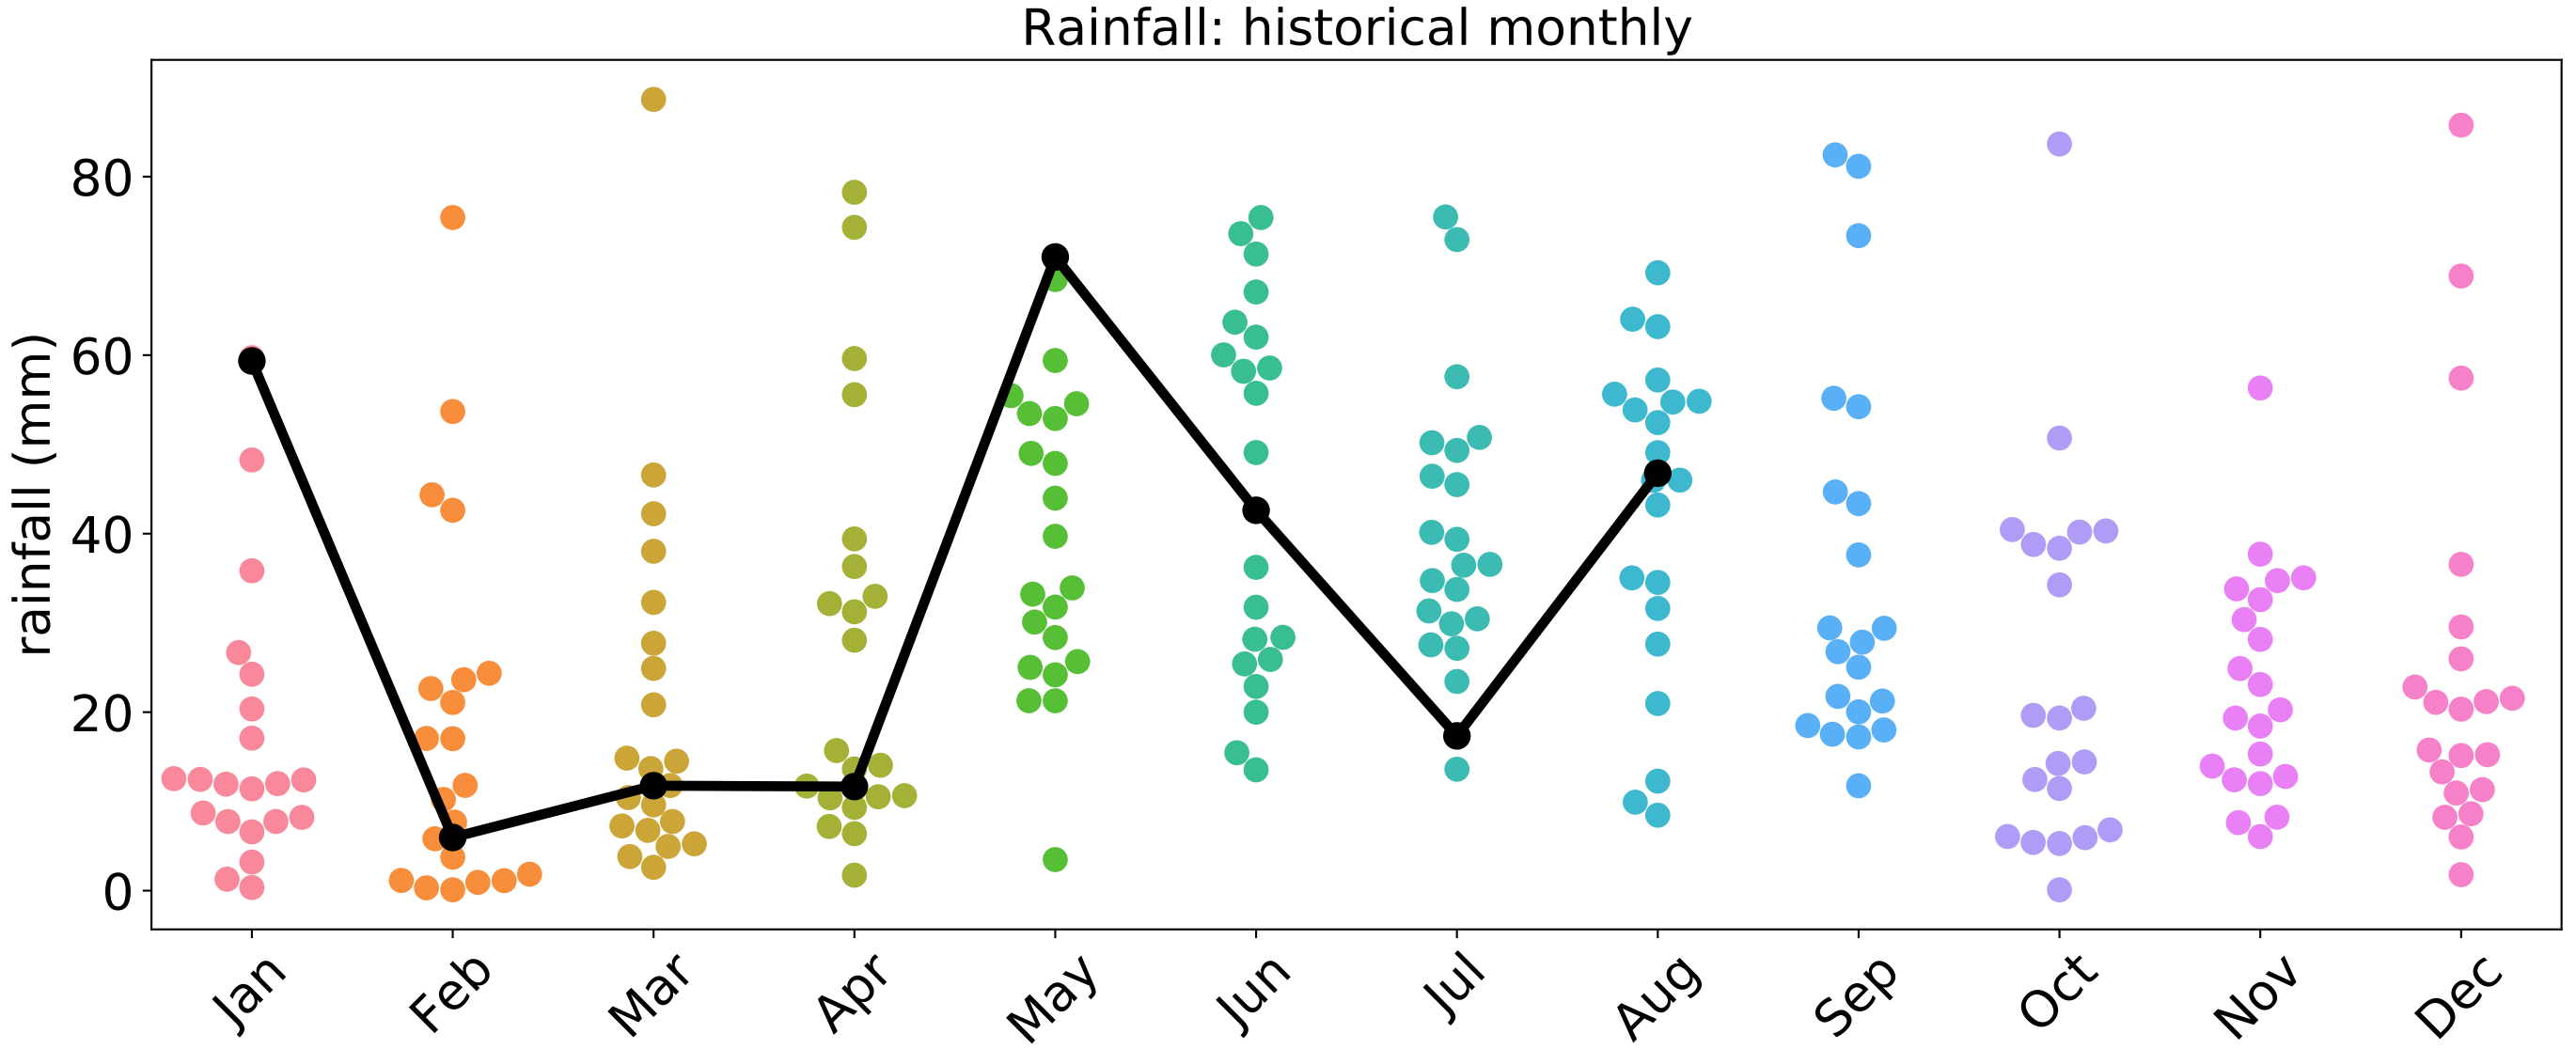 Rainfall: historical monthly
rainfall (mm)
80
60
40
20
0
Jan Feb Mar Apr May Jun Jul Aug Sep Oct Nov Dec